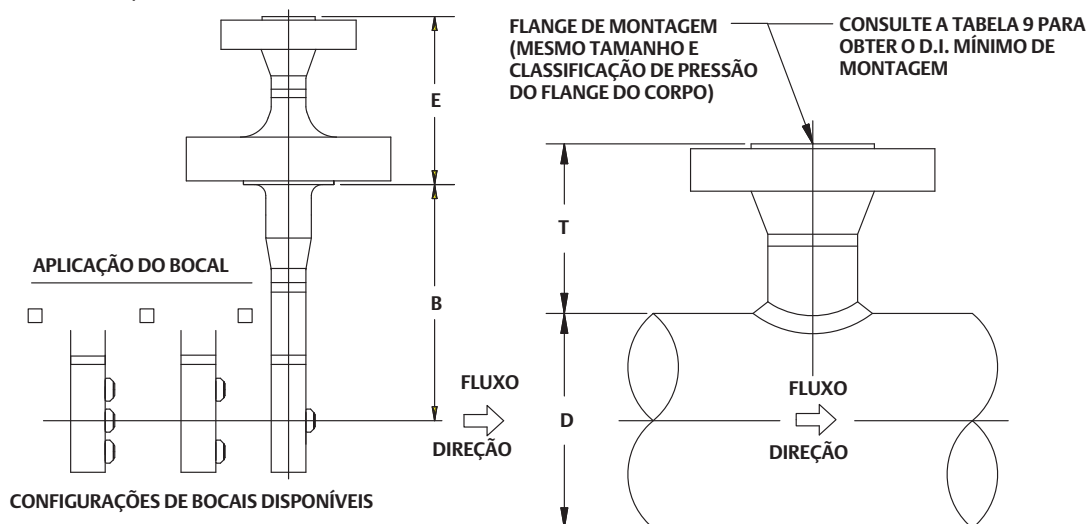 FLANGE DE MONTAGEM
(MESMO TAMANHO E
CLASSIFICAÇÃO DE PRESSÃO
DO FLANGE DO CORPO)
CONSULTE A TABELA 9 PARA
OBTER O D.I. MÍNIMO DE
MONTAGEM
E
T
APLICAÇÃO DO BOCAL
B
FLUXO
DIREÇÃO
D
FLUXO
DIREÇÃO
CONFIGURAÇÕES DE BOCAIS DISPONÍVEIS